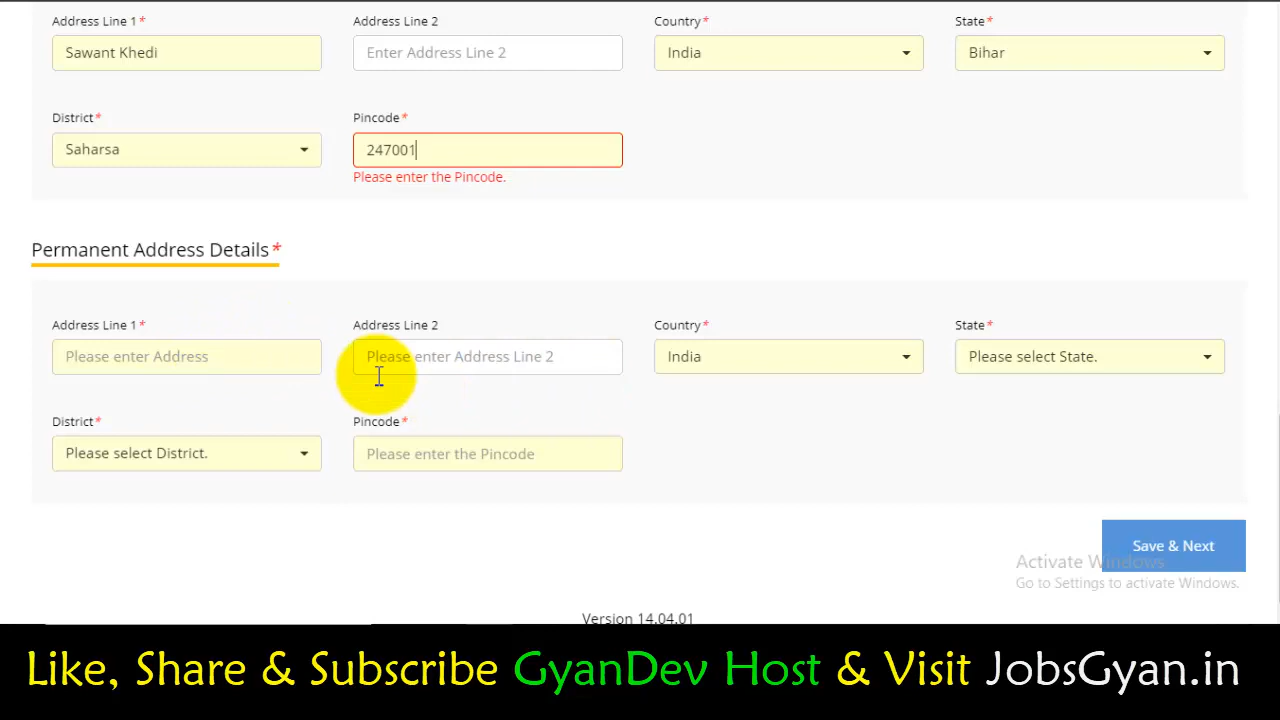 Address Line 1* Address Line 2 Country* State*
Sawant Khedi Enter Address Line 2 India Bihar
District* Pincode*
Saharsa 247001
Please enter the Pincode.
Permanent Address Details*
Address Line 1* Address Line 2 Country* State*
Please enter Address Please enter Address Line 2 India Please select State.
District* Pincode*
Please select District. Please enter the Pincode
Save & Next
Activate Windows
Go to Settings to activate Windows.
Version 14.04.01
Like, Share & Subscribe GyanDev Host & Visit JobsGyan.in